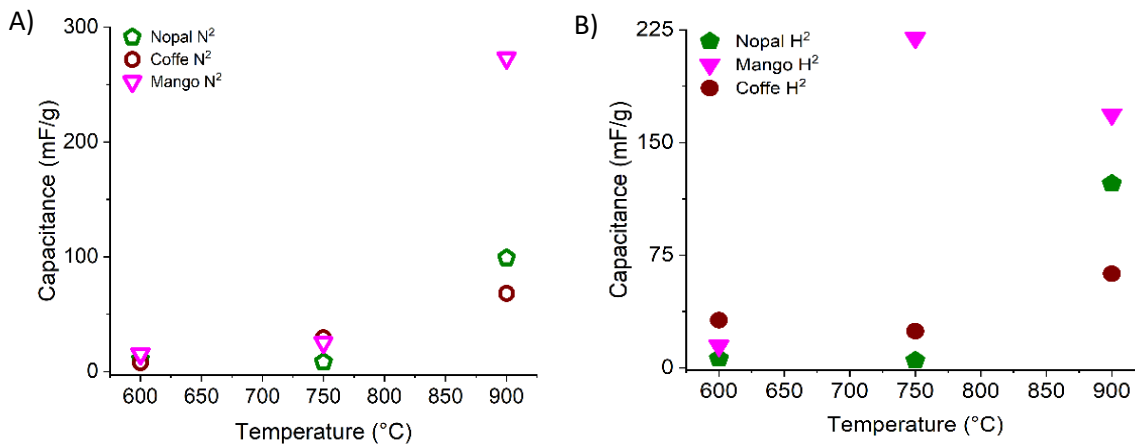 A)
Capacitance (mF/g)
300
200
100
0
Nopal N²
Coffe N²
Mango N²
600 650 700 750 800 850 900
Temperature (°C)
B)
Capacitance (mF/g)
225
150
75
0
Nopal H²
Mango H²
Coffe H²
600 650 700 750 800 850 900
Temperature (°C)